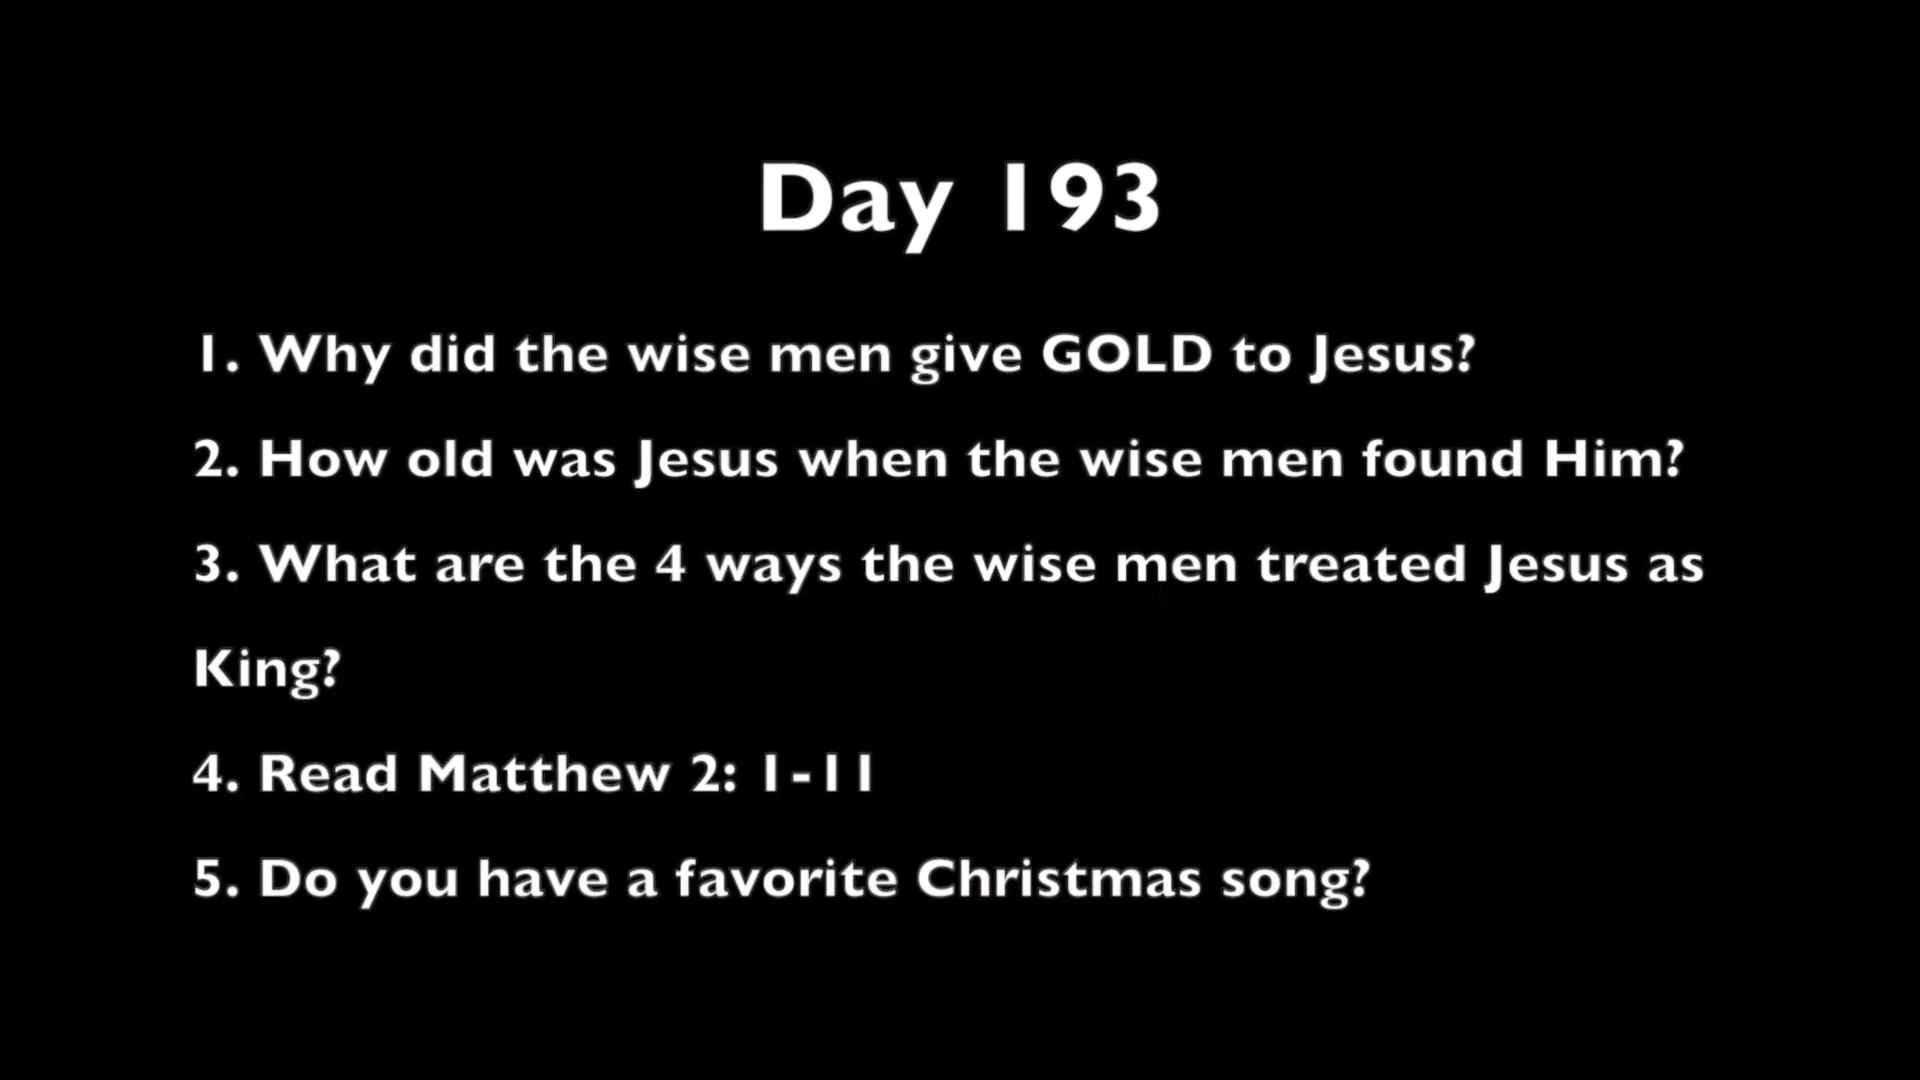 Day 193
1. Why did the wise men give GOLD to Jesus?
2. How old was Jesus when the wise men found Him?
3. What are the 4 ways the wise men treated Jesus as
King?
4. Read Matthew 2: 1-11
5. Do you have a favorite Christmas song?